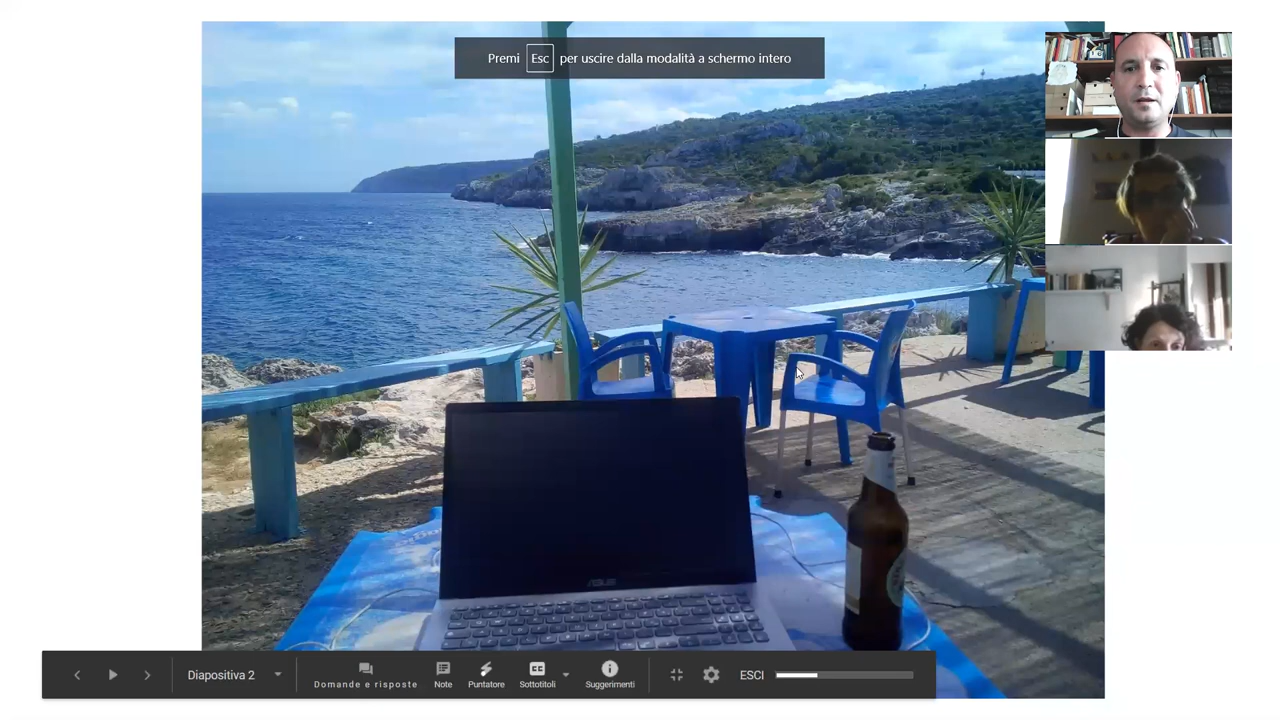 Premi Esc per uscire dalla modalità a schermo intero
ASUS
Diapositiva 2
Domande e risposte
Note
Puntatore
Sottotitoli
Suggerimenti
ESCI